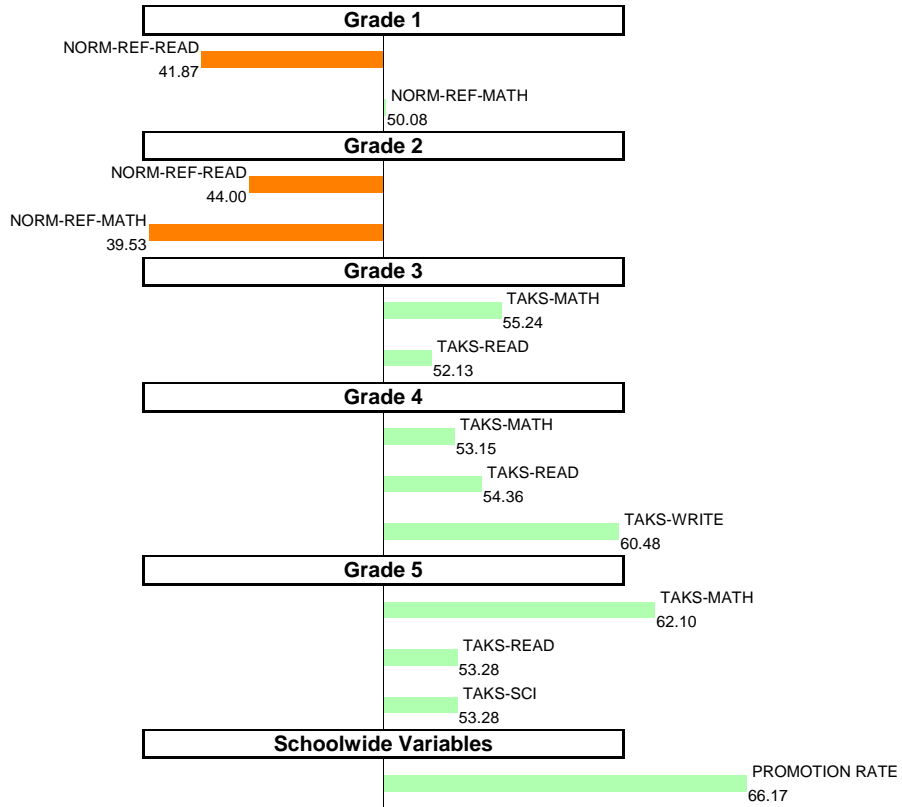 Grade 1
NORM-REF-READ
41.87
NORM-REF-MATH
50.08
Grade 2
NORM-REF-READ
44.00
NORM-REF-MATH
39.53
Grade 3
TAKS-MATH
55.24
TAKS-READ
52.13
Grade 4
TAKS-MATH
53.15
TAKS-READ
54.36
TAKS-WRITE
60.48
Grade 5
TAKS-MATH
62.10
TAKS-READ
53.28
TAKS-SCI
53.28
Schoolwide Variables
PROMOTION RATE
66.17